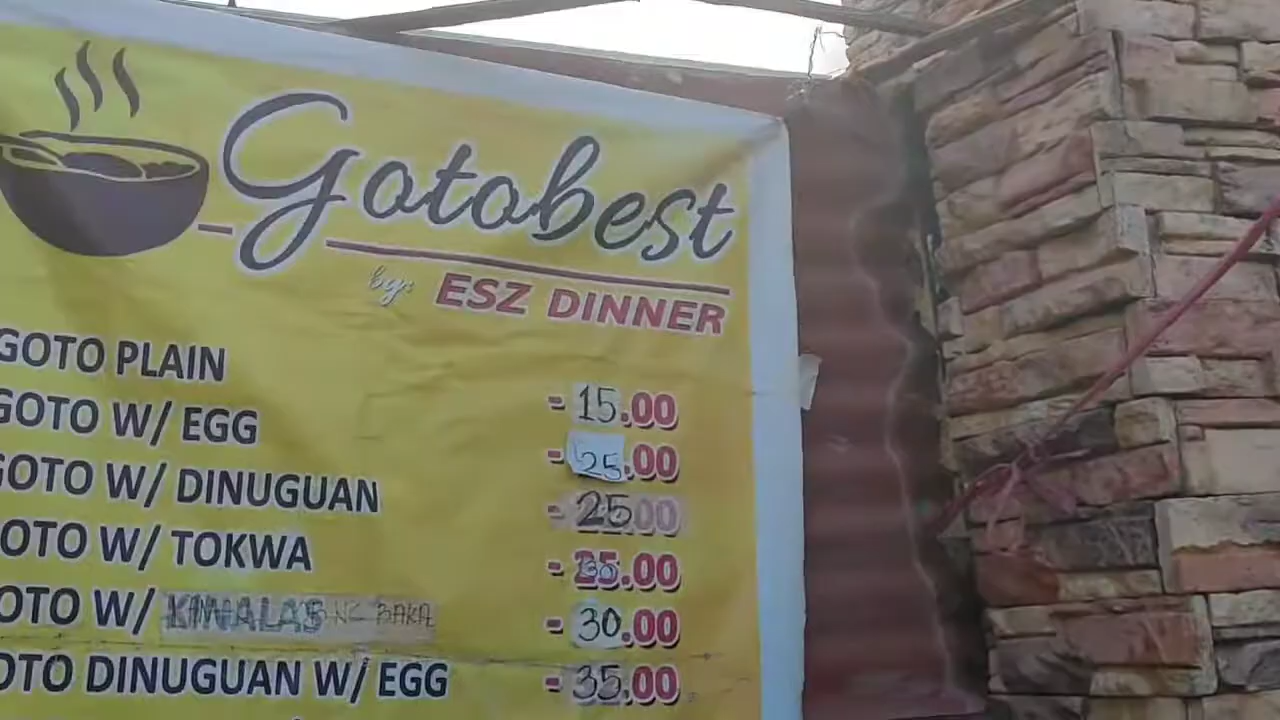 Gotobest
by: ESZ DINNER
GOTO PLAIN - 15.00
GOTO W/ EGG - 25.00
GOTO W/ DINUGUAN - 25.00
OTO W/ TOKWA - .00
OTO W/ BAKA - 30.00
OTO DINUGUAN W/ EGG - 35.00